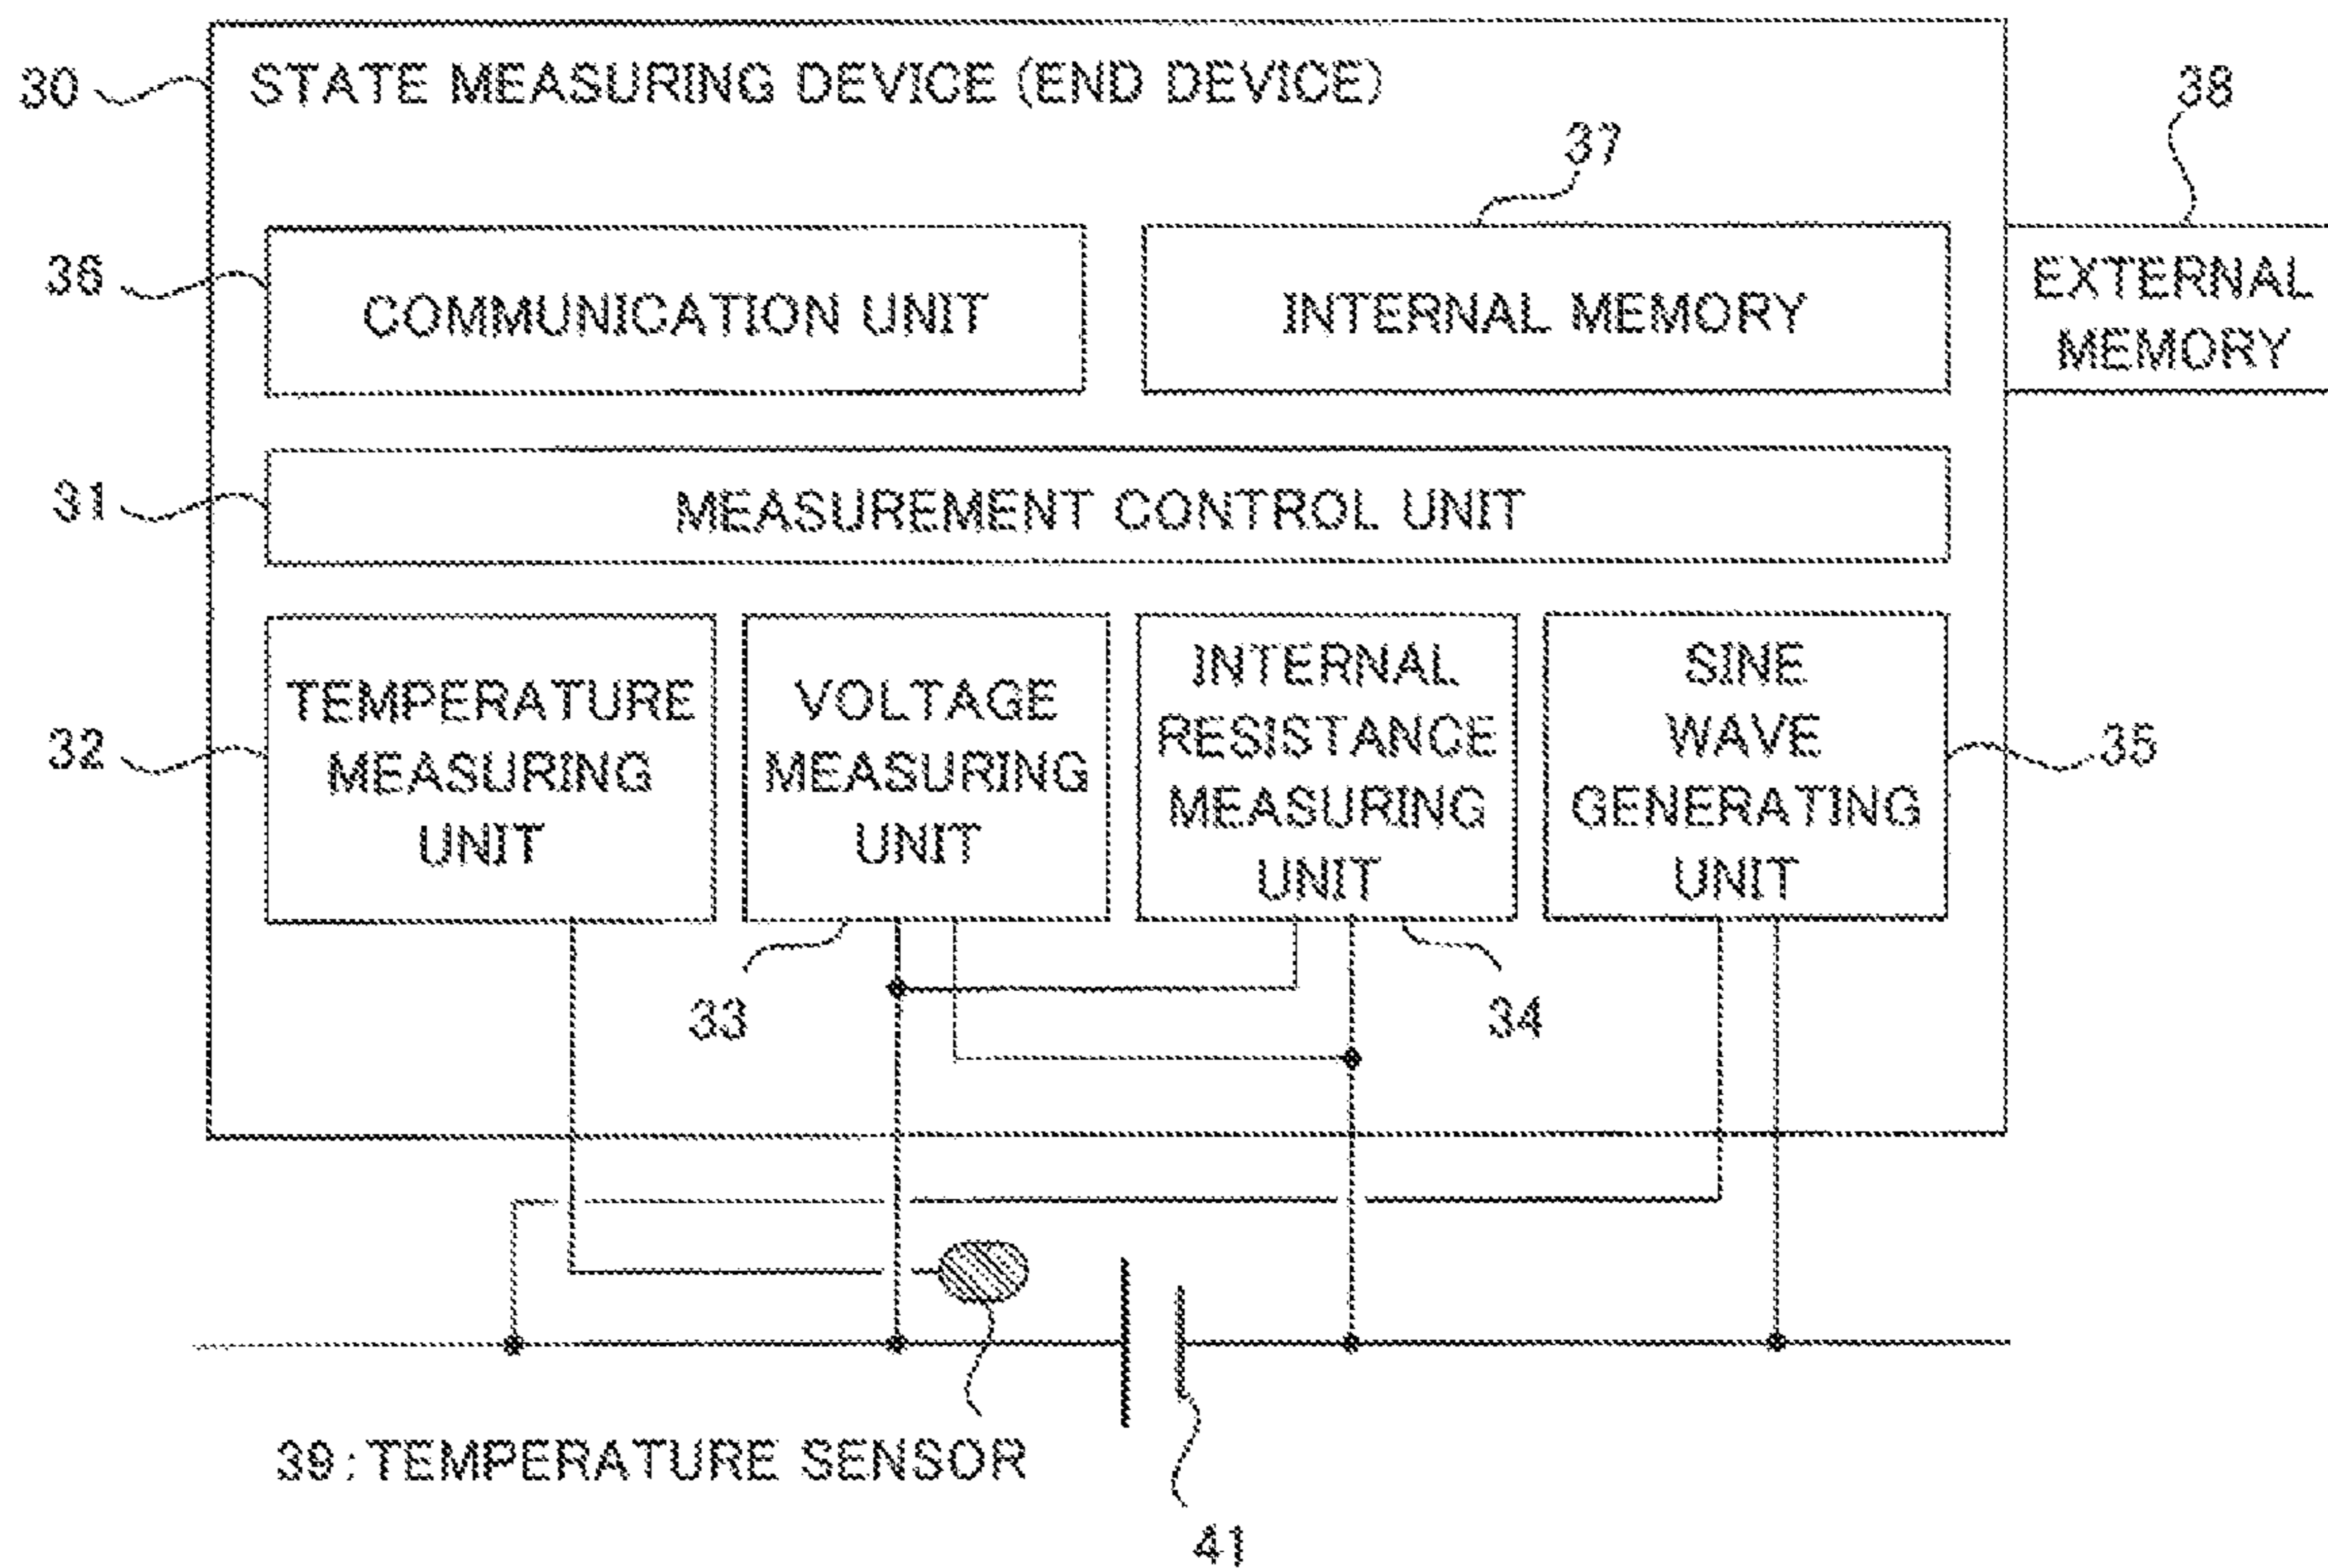 30
STATE MEASURING DEVICE (END DEVICE)
38
37
36
COMMUNICATION UNIT
INTERNAL MEMORY
EXTERNAL
MEMORY
31
MEASUREMENT CONTROL UNIT
32
TEMPERATURE
MEASURING
UNIT
VOLTAGE
MEASURING
UNIT
INTERNAL
RESISTANCE
MEASURING
UNIT
SINE
WAVE
GENERATING
UNIT
35
33
34
39:TEMPERATURE SENSOR
41